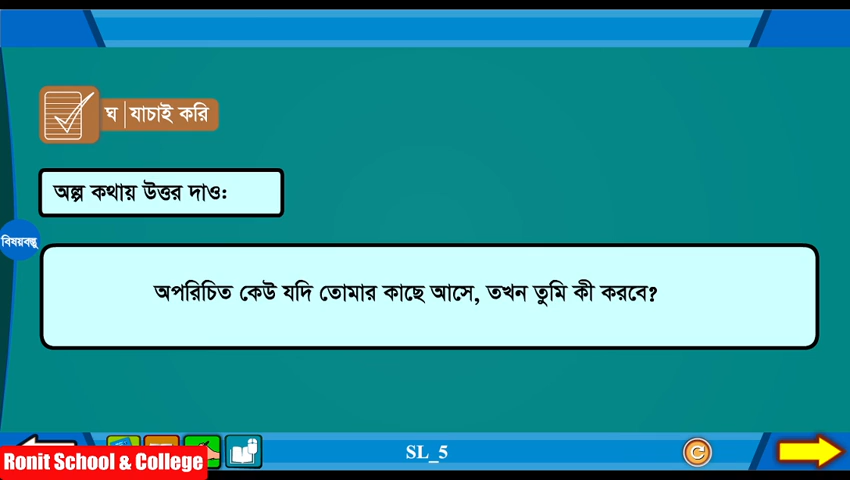 ঘ যাচাই করি
অল্প কথায় উত্তর দাও:
বিষয়বস্তু
অপরিচিত কেউ যদি তোমার কাছে আসে, তখন তুমি কী করবে?
SL_5
Ronit School & College